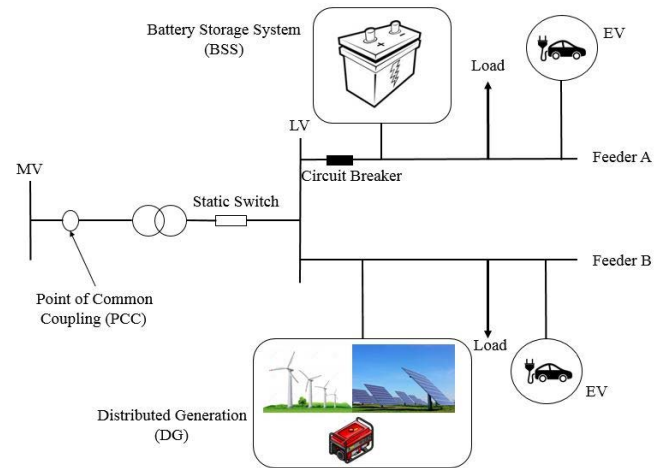 Battery Storage System
(BSS)
EV
Load
LV
Feeder A
MV
Circuit Breaker
Static Switch
Feeder B
Point of Common
Coupling (PCC)
Load
EV
Distributed Generation
(DG)